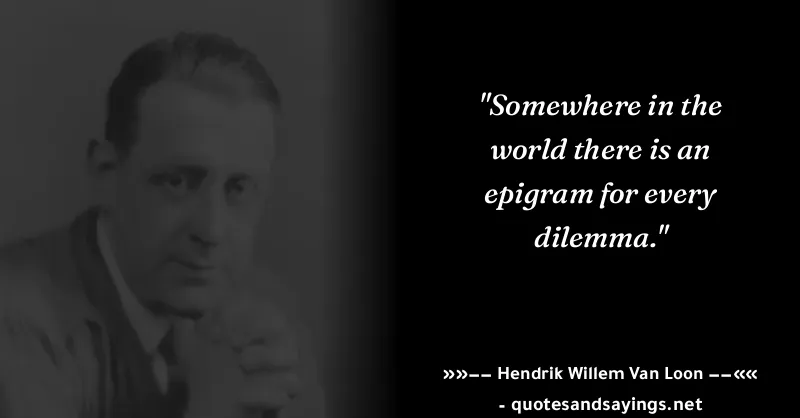 "Somewhere in the
world there is an
epigram for every
dilemma."
»»−− Hendrik Willem Van Loon −−««
- quotesandsayings.net